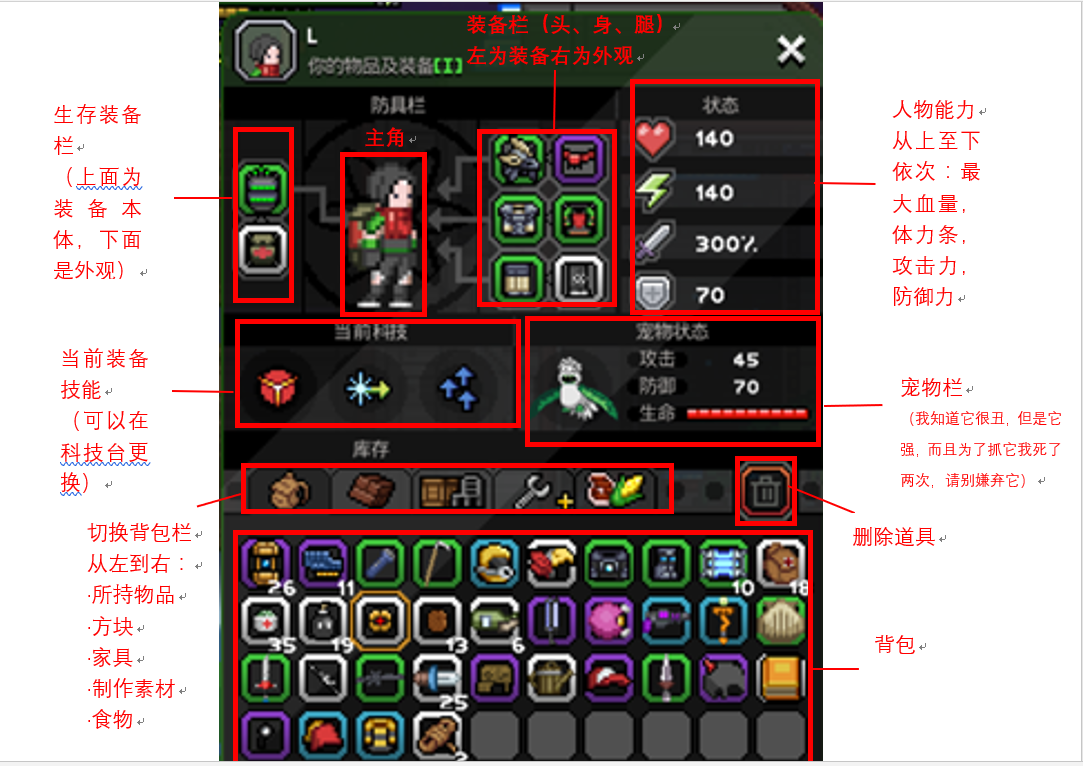 装备栏（头、身、腿）
左为装备右为外观
L
你的物品及装备[I]
防具栏
状态
主角
140
140
300%
70
生存装备
栏
（上面为
装备本
体，下面
是外观）
人物能力
从上至下
依次：最
大血量，
体力条，
攻击力，
防御力
当前科技
宠物状态
攻击 45
防御 70
生命
当前装备
技能
（可以在
科技台更
换）
宠物栏
（我知道它很丑，但是它
强，而且为了抓它我死了
两次，请别嫌弃它）
库存
删除道具
切换背包栏
从左到右：
·所持物品
·方块
·家具
·制作素材
·食物
背包
26
11
10
18
35
19
13
6
25
2